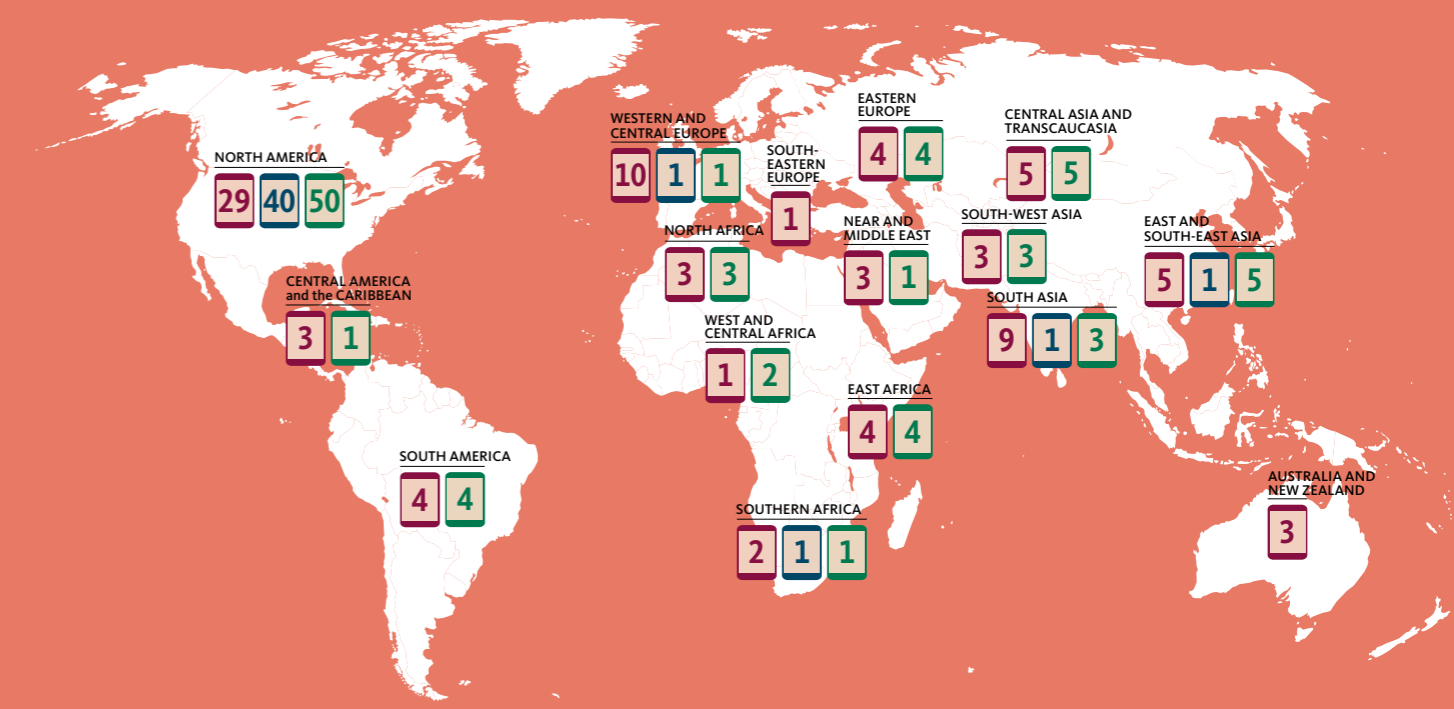 NORTH AMERICA
29 40 50
CENTRAL AMERICA
and the CARIBBEAN
3 1
SOUTH AMERICA
4 4
WESTERN AND
CENTRAL EUROPE
10 1 1
SOUTH-
EASTERN
EUROPE
1
EASTERN
EUROPE
4 4
CENTRAL ASIA AND
TRANSCAUCASIA
5 5
NORTH AFRICA
3 3
NEAR AND
MIDDLE EAST
3 1
SOUTH-WEST ASIA
3 3
EAST AND
SOUTH-EAST ASIA
5 1 5
SOUTH ASIA
9 1 3
WEST AND
CENTRAL AFRICA
1 2
EAST AFRICA
4 4
SOUTHERN AFRICA
2 1 1
AUSTRALIA AND
NEW ZEALAND
3